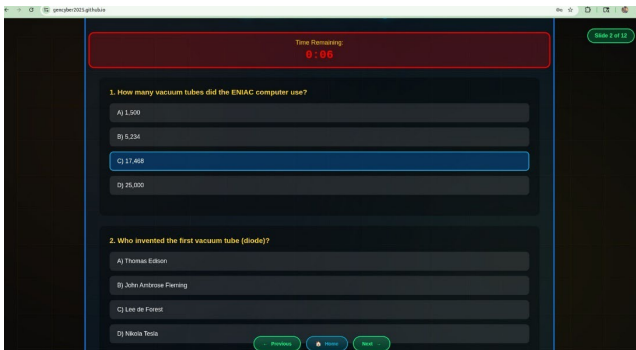 gencyber2025.github.io
Slide 2 of 12
Time Remaining:
0:06
1. How many vacuum tubes did the ENIAC computer use?
A) 1,500
B) 5,234
C) 17,468
D) 25,000
2. Who invented the first vacuum tube (diode)?
A) Thomas Edison
B) John Ambrose Fleming
C) Lee de Forest
D) Nikola Tesla
← Previous
Home
Next →